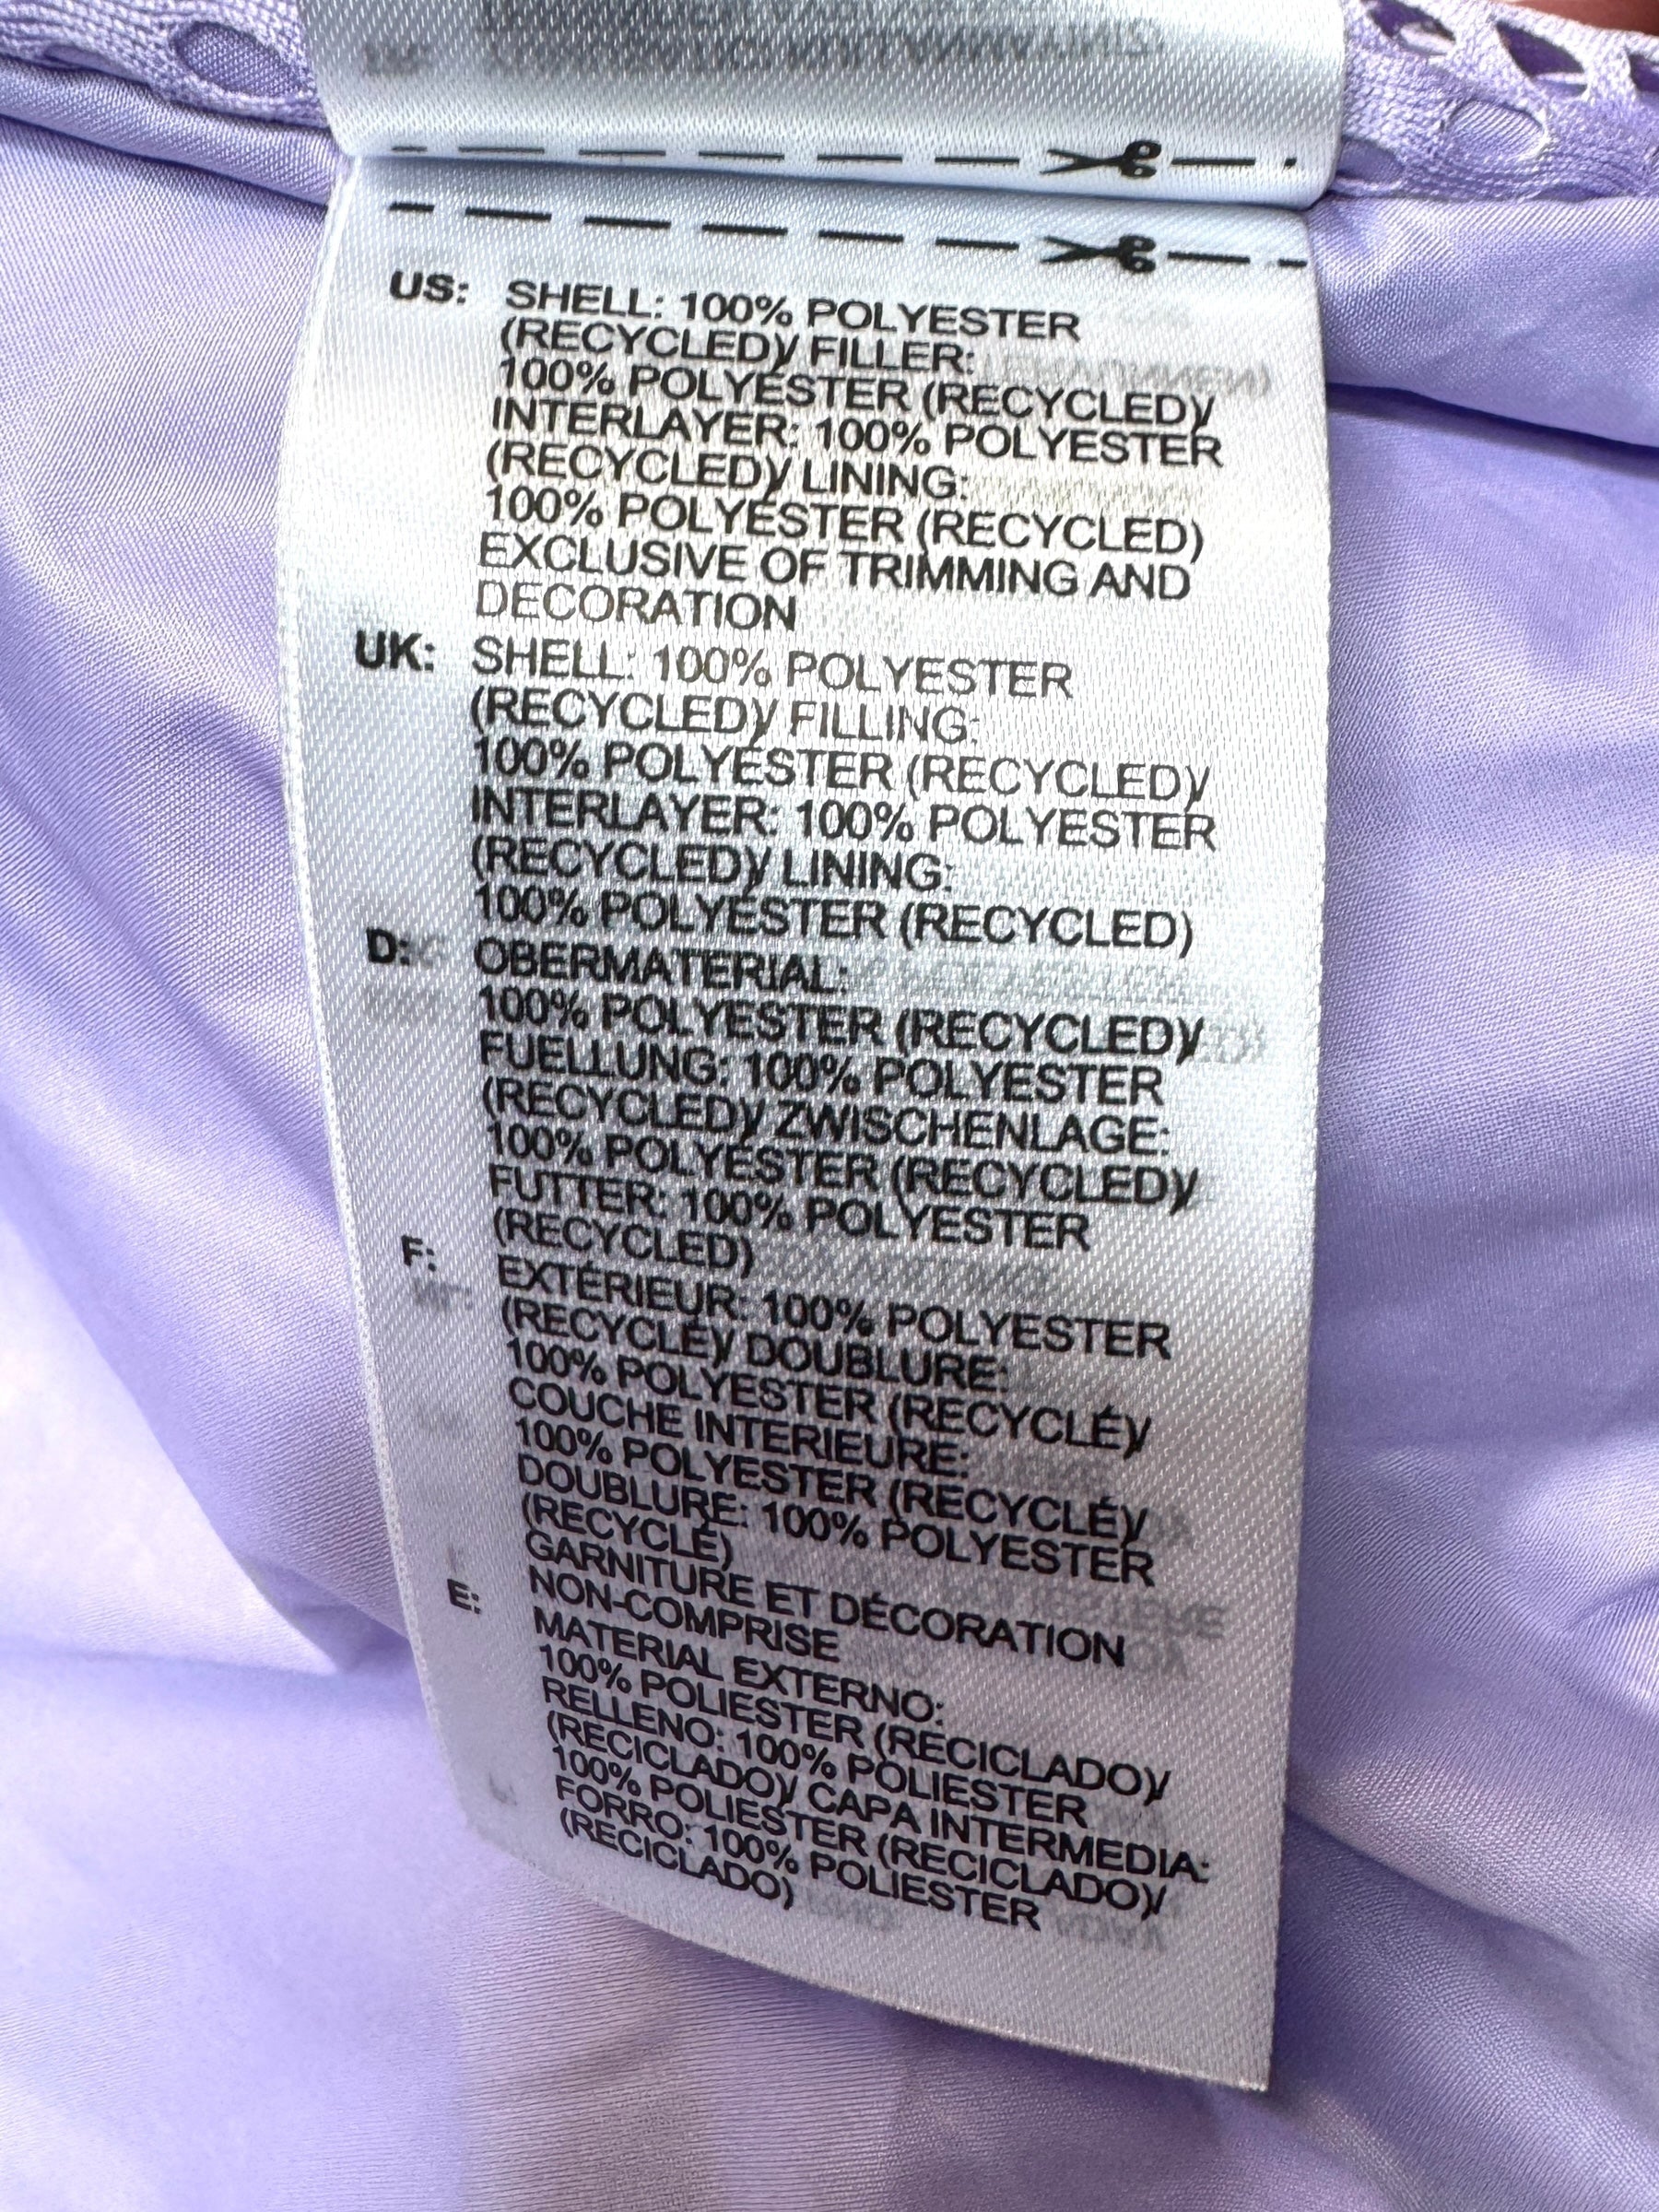 US: SHELL: 100% POLYESTER
(RECYCLED)/ FILLER:
100% POLYESTER (RECYCLED)/
INTERLAYER: 100% POLYESTER
(RECYCLED)/ LINING:
100% POLYESTER (RECYCLED)
EXCLUSIVE OF TRIMMING AND
DECORATION
UK: SHELL: 100% POLYESTER
(RECYCLED)/ FILLING:
100% POLYESTER (RECYCLED)/
INTERLAYER: 100% POLYESTER
(RECYCLED)/ LINING:
100% POLYESTER (RECYCLED)
D: OBERMATERIAL:
100% POLYESTER (RECYCLED)/
FUELLUNG: 100% POLYESTER
(RECYCLED)/ ZWISCHENLAGE:
100% POLYESTER (RECYCLED)/
FUTTER: 100% POLYESTER
(RECYCLED)
F: EXTÉRIEUR: 100% POLYESTER
(RECYCLÉ)/ DOUBLURE:
100% POLYESTER (RECYCLÉ)/
COUCHE INTERIEURE:
100% POLYESTER (RECYCLÉ)/
DOUBLURE: 100% POLYESTER
(RECYCLÉ)
GARNITURE ET DÉCORATION
NON-COMPRISE
E: MATERIAL EXTERNO:
100% POLIESTER (RECICLADO)/
RELLENO: 100% POLIESTER
(RECICLADO)/ CAPA INTERMEDIA:
100% POLIESTER (RECICLADO)/
FORRO: 100% POLIESTER
(RECICLADO)